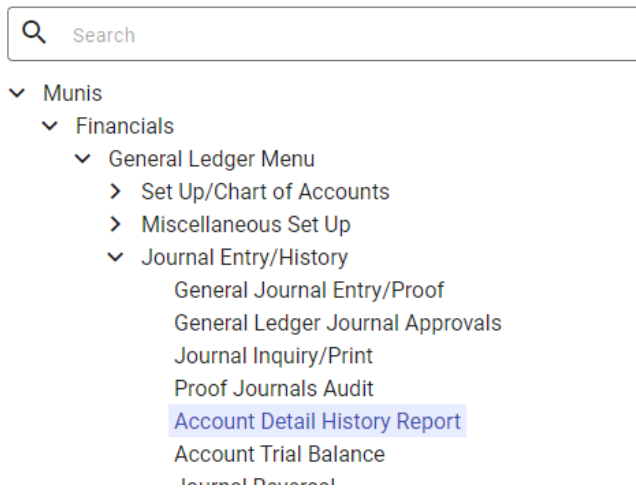 Search
Munis
Financials
General Ledger Menu
Set Up/Chart of Accounts
Miscellaneous Set Up
Journal Entry/History
General Journal Entry/Proof
General Ledger Journal Approvals
Journal Inquiry/Print
Proof Journals Audit
Account Detail History Report
Account Trial Balance
Journal Reversal